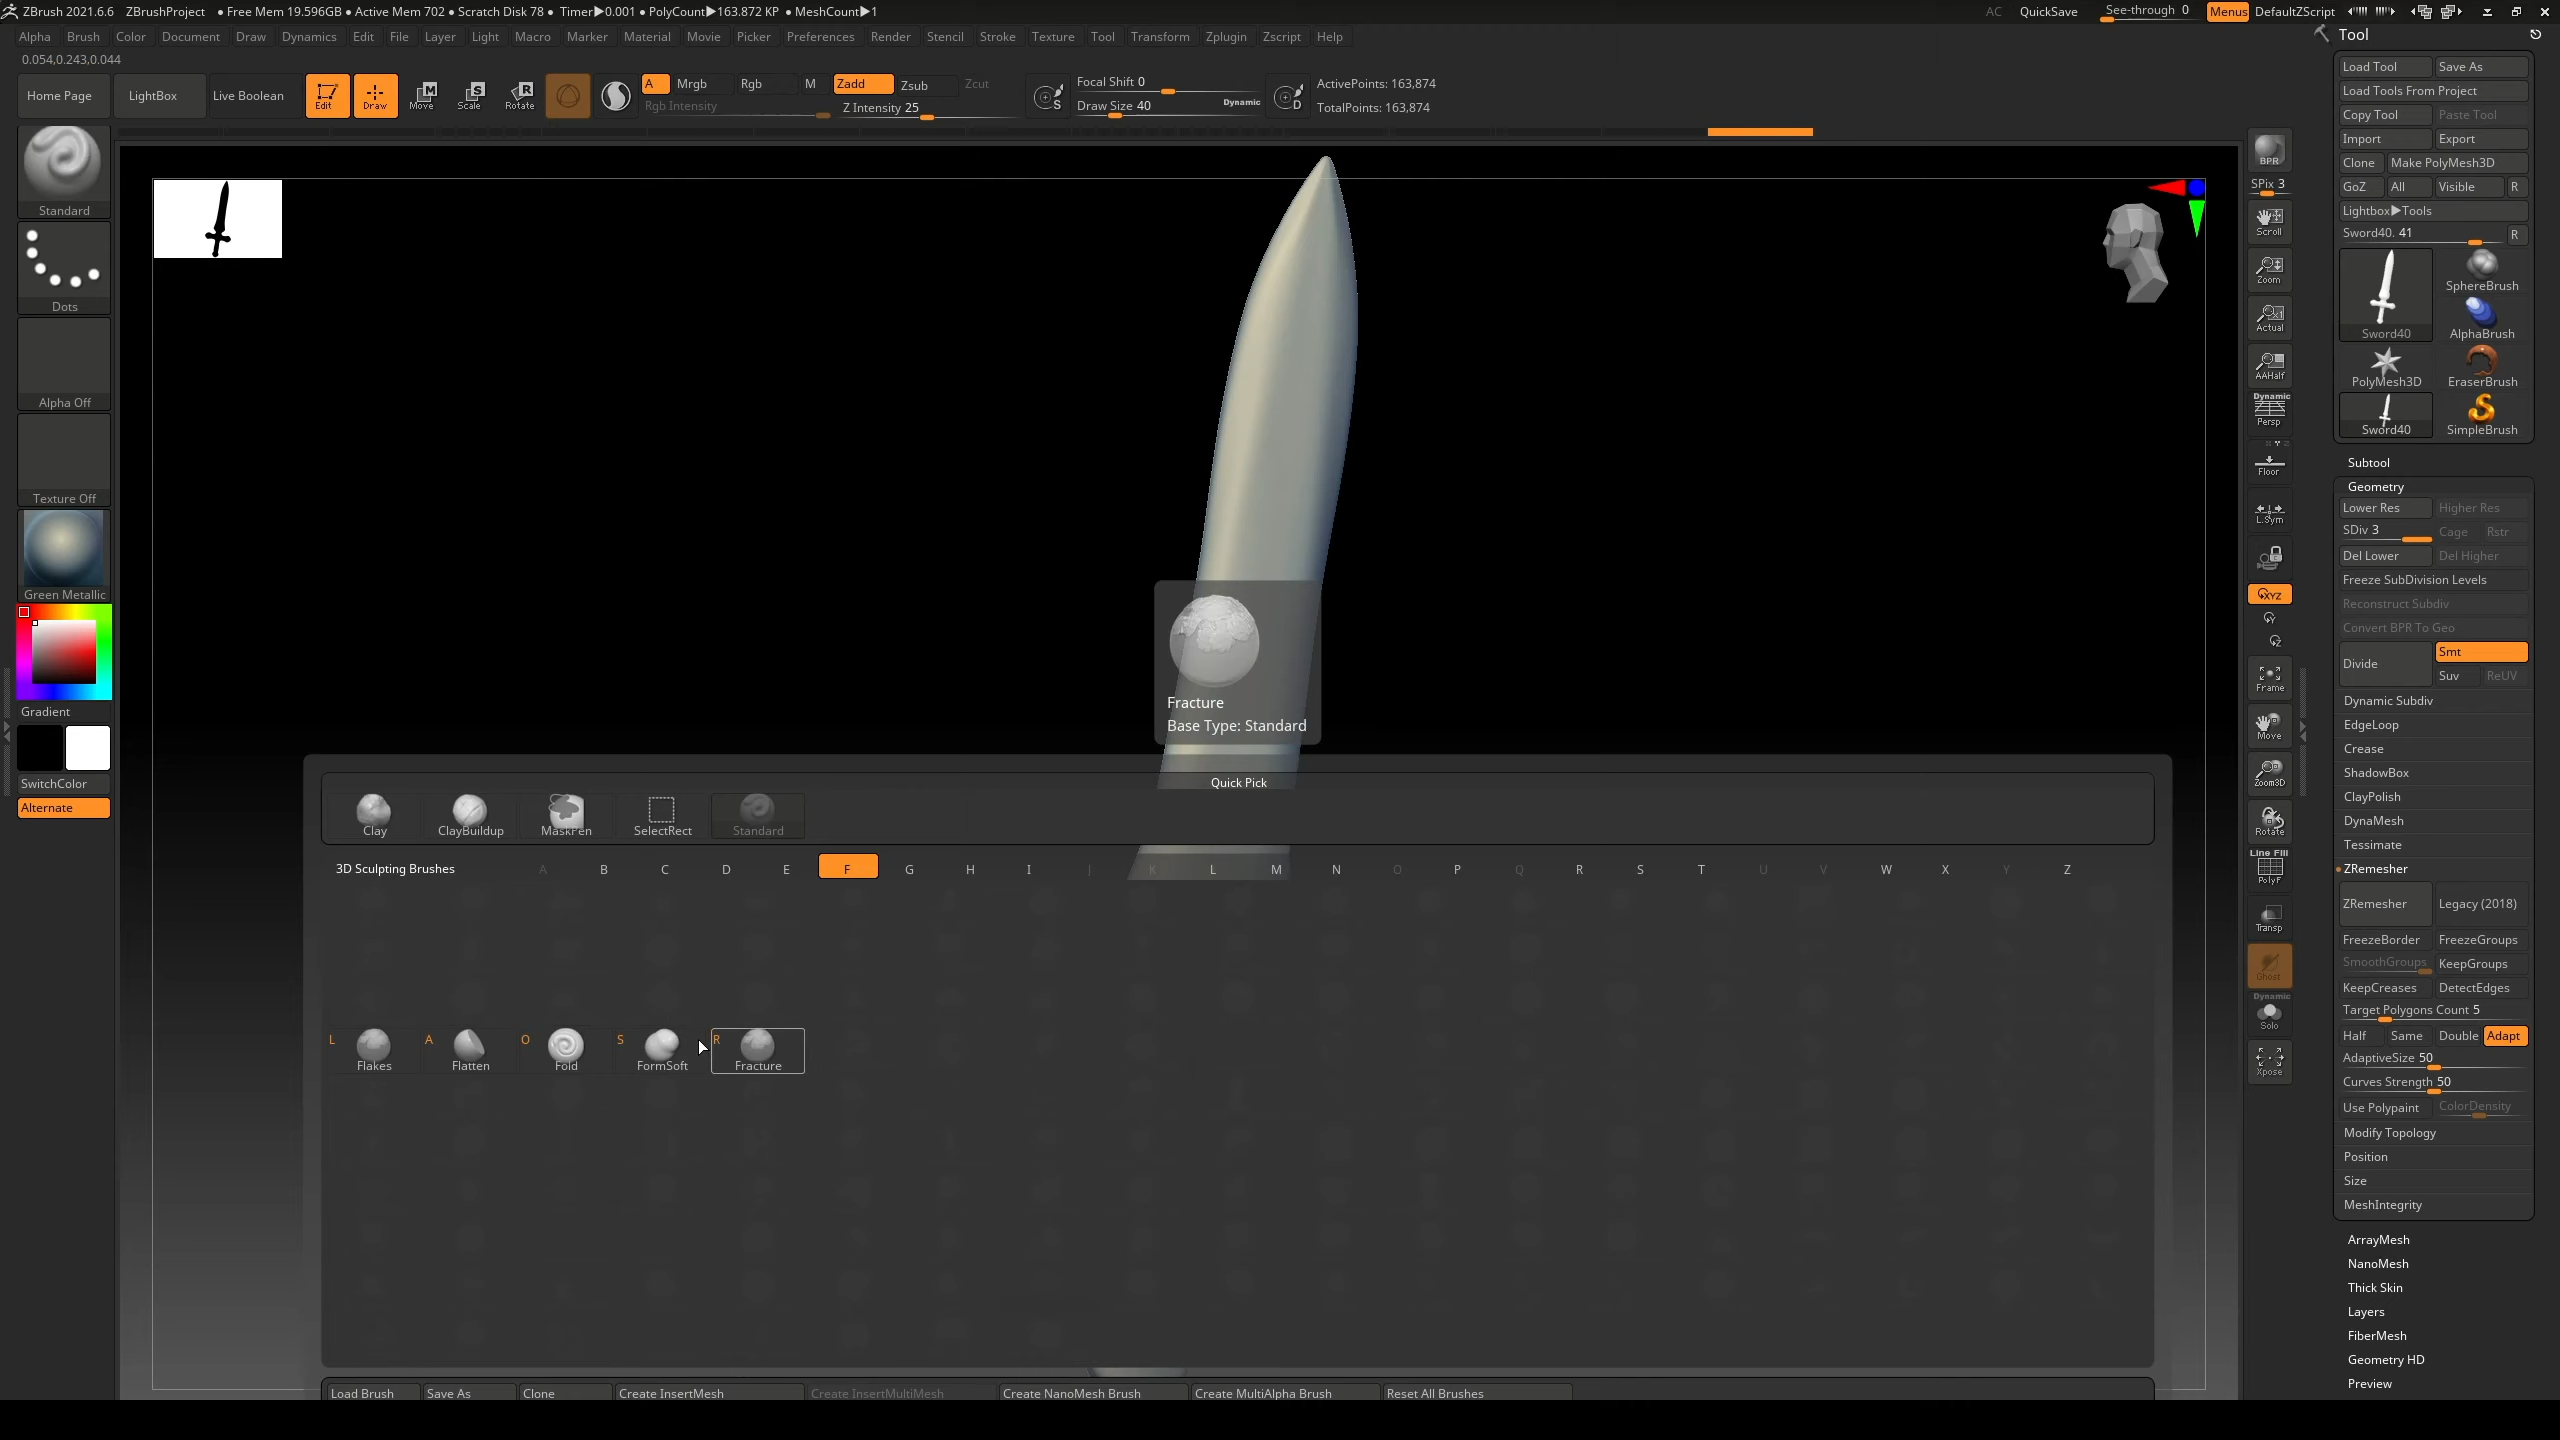 ZBrush 2021.6.6 ZBrushProject • Free Mem 19.596GB • Active Mem 702 • Scratch Disk 78 • Timer▶0.001 • PolyCount▶163.872 KP • MeshCount▶1 AC QuickSave See-through 0 Menus DefaultZScript
Alpha Brush Color Document Draw Dynamics Edit File Layer Light Macro Marker Material Movie Picker Preferences Render Stencil Stroke Texture Tool Transform Zplugin Zscript Help
0.054,0.243,0.044
Home Page LightBox Live Boolean Edit Draw Move Scale Rotate
A Mrgb Rgb M Zadd Zsub Zcut
Rgb Intensity Z Intensity 25
Focal Shift 0
Draw Size 40 Dynamic
ActivePoints: 163,874
TotalPoints: 163,874
Standard
Dots
Alpha Off
Texture Off
Green Metallic
Gradient
SwitchColor
Alternate
Fracture
Base Type: Standard
Quick Pick
Clay ClayBuildup MaskPen SelectRect Standard
3D Sculpting Brushes A B C D E F G H I J K L M N O P Q R S T U V W X Y Z
L Flakes A Flatten O Fold S FormSoft R Fracture
Load Brush Save As Clone Create InsertMesh Create InsertMultiMesh Create NanoMesh Brush Create MultiAlpha Brush Reset All Brushes
BPR
SPix 3
Scroll
Zoom
Actual
AAHalf
Dynamic
Persp
Floor
L.Sym
XYZ
Y
Z
Frame
Move
Zoom3D
Rotate
Line Fill
PolyF
Transp
Ghost
Dynamic
Solo
Xpose
Tool
Load Tool Save As
Load Tools From Project
Copy Tool Paste Tool
Import Export
Clone Make PolyMesh3D
GoZ All Visible R
Lightbox▶Tools
Sword40. 41 R
Sword40 SphereBrush
AlphaBrush
PolyMesh3D EraserBrush
Sword40 SimpleBrush
Subtool
Geometry
Lower Res Higher Res
SDiv 3 Cage Rstr
Del Lower Del Higher
Freeze SubDivision Levels
Reconstruct Subdiv
Convert BPR To Geo
Divide Smt
Suv ReUV
Dynamic Subdiv
EdgeLoop
Crease
ShadowBox
ClayPolish
DynaMesh
Tessimate
ZRemesher
ZRemesher Legacy (2018)
FreezeBorder FreezeGroups
SmoothGroups KeepGroups
KeepCreases DetectEdges
Target Polygons Count 5
Half Same Double Adapt
AdaptiveSize 50
Curves Strength 50
Use Polypaint ColorDensity
Modify Topology
Position
Size
MeshIntegrity
ArrayMesh
NanoMesh
Thick Skin
Layers
FiberMesh
Geometry HD
Preview